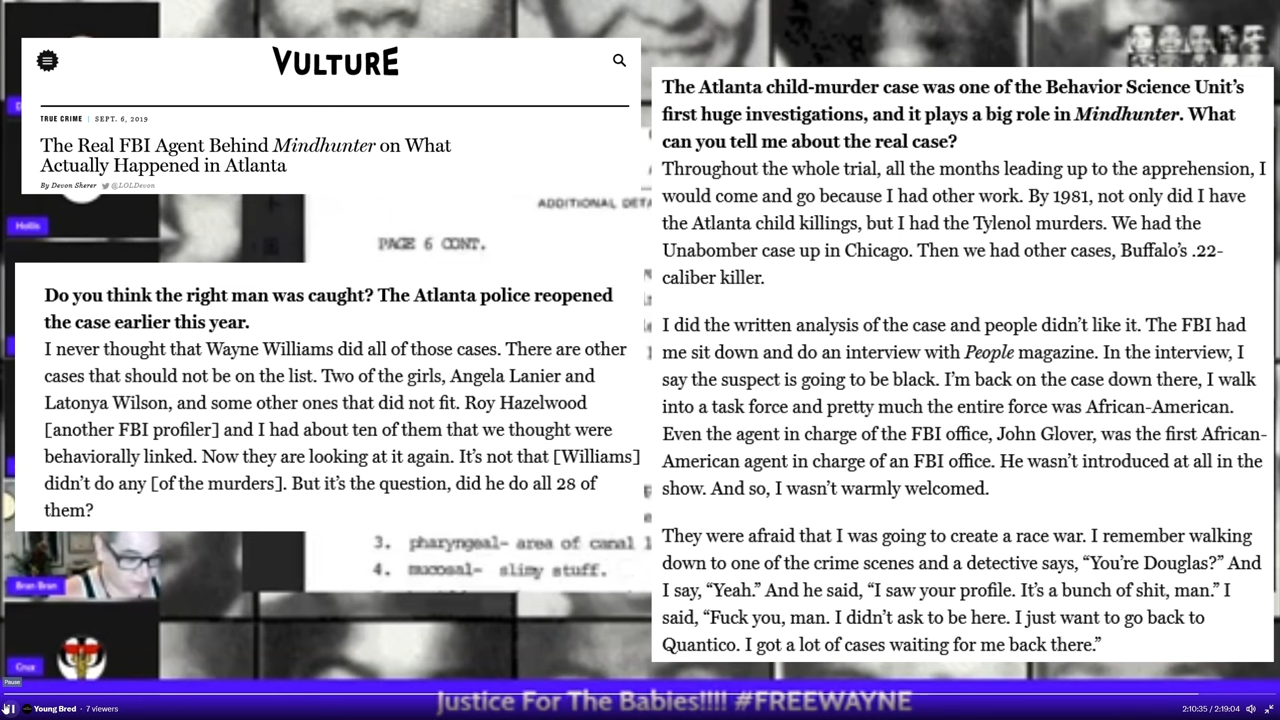 VULTURE
TRUE CRIME | SEPT. 6, 2019
The Real FBI Agent Behind Mindhunter on What
Actually Happened in Atlanta
By Devon Sherer @LOLDevon
Hollis
ADDITIONAL DETA
PAGE 6 CONT.
Do you think the right man was caught? The Atlanta police reopened
the case earlier this year.
I never thought that Wayne Williams did all of those cases. There are other
cases that should not be on the list. Two of the girls, Angela Lanier and
Latonya Wilson, and some other ones that did not fit. Roy Hazelwood
[another FBI profiler] and I had about ten of them that we thought were
behaviorally linked. Now they are looking at it again. It’s not that [Williams]
didn’t do any [of the murders]. But it’s the question, did he do all 28 of
them?
3. pharyngeal- area of canal
4. mucosal- slimy stuff.
Bran Bran
Crux
The Atlanta child-murder case was one of the Behavior Science Unit’s
first huge investigations, and it plays a big role in Mindhunter. What
can you tell me about the real case?
Throughout the whole trial, all the months leading up to the apprehension, I
would come and go because I had other work. By 1981, not only did I have
the Atlanta child killings, but I had the Tylenol murders. We had the
Unabomber case up in Chicago. Then we had other cases, Buffalo’s .22-
caliber killer.
I did the written analysis of the case and people didn’t like it. The FBI had
me sit down and do an interview with People magazine. In the interview, I
say the suspect is going to be black. I’m back on the case down there, I walk
into a task force and pretty much the entire force was African-American.
Even the agent in charge of the FBI office, John Glover, was the first African-
American agent in charge of an FBI office. He wasn’t introduced at all in the
show. And so, I wasn’t warmly welcomed.
They were afraid that I was going to create a race war. I remember walking
down to one of the crime scenes and a detective says, “You’re Douglas?” And
I say, “Yeah.” And he said, “I saw your profile. It’s a bunch of shit, man.” I
said, “Fuck you, man. I didn’t ask to be here. I just want to go back to
Quantico. I got a lot of cases waiting for me back there.”
Justice For The Babies!!!! #FREEWAYNE
Pause
Young Bred · 7 viewers
2:10:35 / 2:19:04